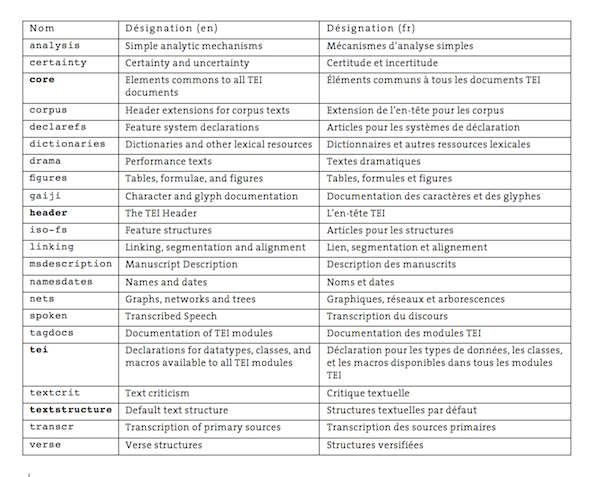 Nom Désignation (en) Désignation (fr)
analysis Simple analytic mechanisms Mécanismes d'analyse simples
certainty Certainty and uncertainty Certitude et incertitude
core Elements commons to all TEI documents Éléments communs à tous les documents TEI
corpus Header extensions for corpus texts Extension de l'en-tête pour les corpus
declarefs Feature system declarations Articles pour les systèmes de déclaration
dictionaries Dictionaries and other lexical resources Dictionnaires et autres ressources lexicales
drama Performance texts Textes dramatiques
figures Tables, formulae, and figures Tables, formules et figures
gaiji Character and glyph documentation Documentation des caractères et des glyphes
header The TEI Header L'en-tête TEI
iso-fs Feature structures Articles pour les structures
linking Linking, segmentation and alignment Lien, segmentation et alignement
msdescription Manuscript Description Description des manuscrits
namesdates Names and dates Noms et dates
nets Graphs, networks and trees Graphiques, réseaux et arborescences
spoken Transcribed Speech Transcription du discours
tagdocs Documentation of TEI modules Documentation des modules TEI
tei Declarations for datatypes, classes, and macros available to all TEI modules Déclaration pour les types de données, les classes, et les macros disponibles dans tous les modules TEI
textcrit Text criticism Critique textuelle
textstructure Default text structure Structures textuelles par défaut
transcr Transcription of primary sources Transcription des sources primaires
verse Verse structures Structures versifiées